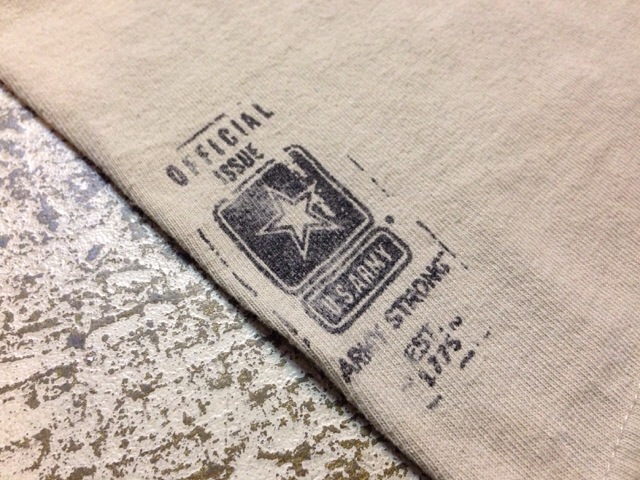 OFFICIAL
ISSUE
U.S.ARMY
ARMY STRONG
EST.
1775